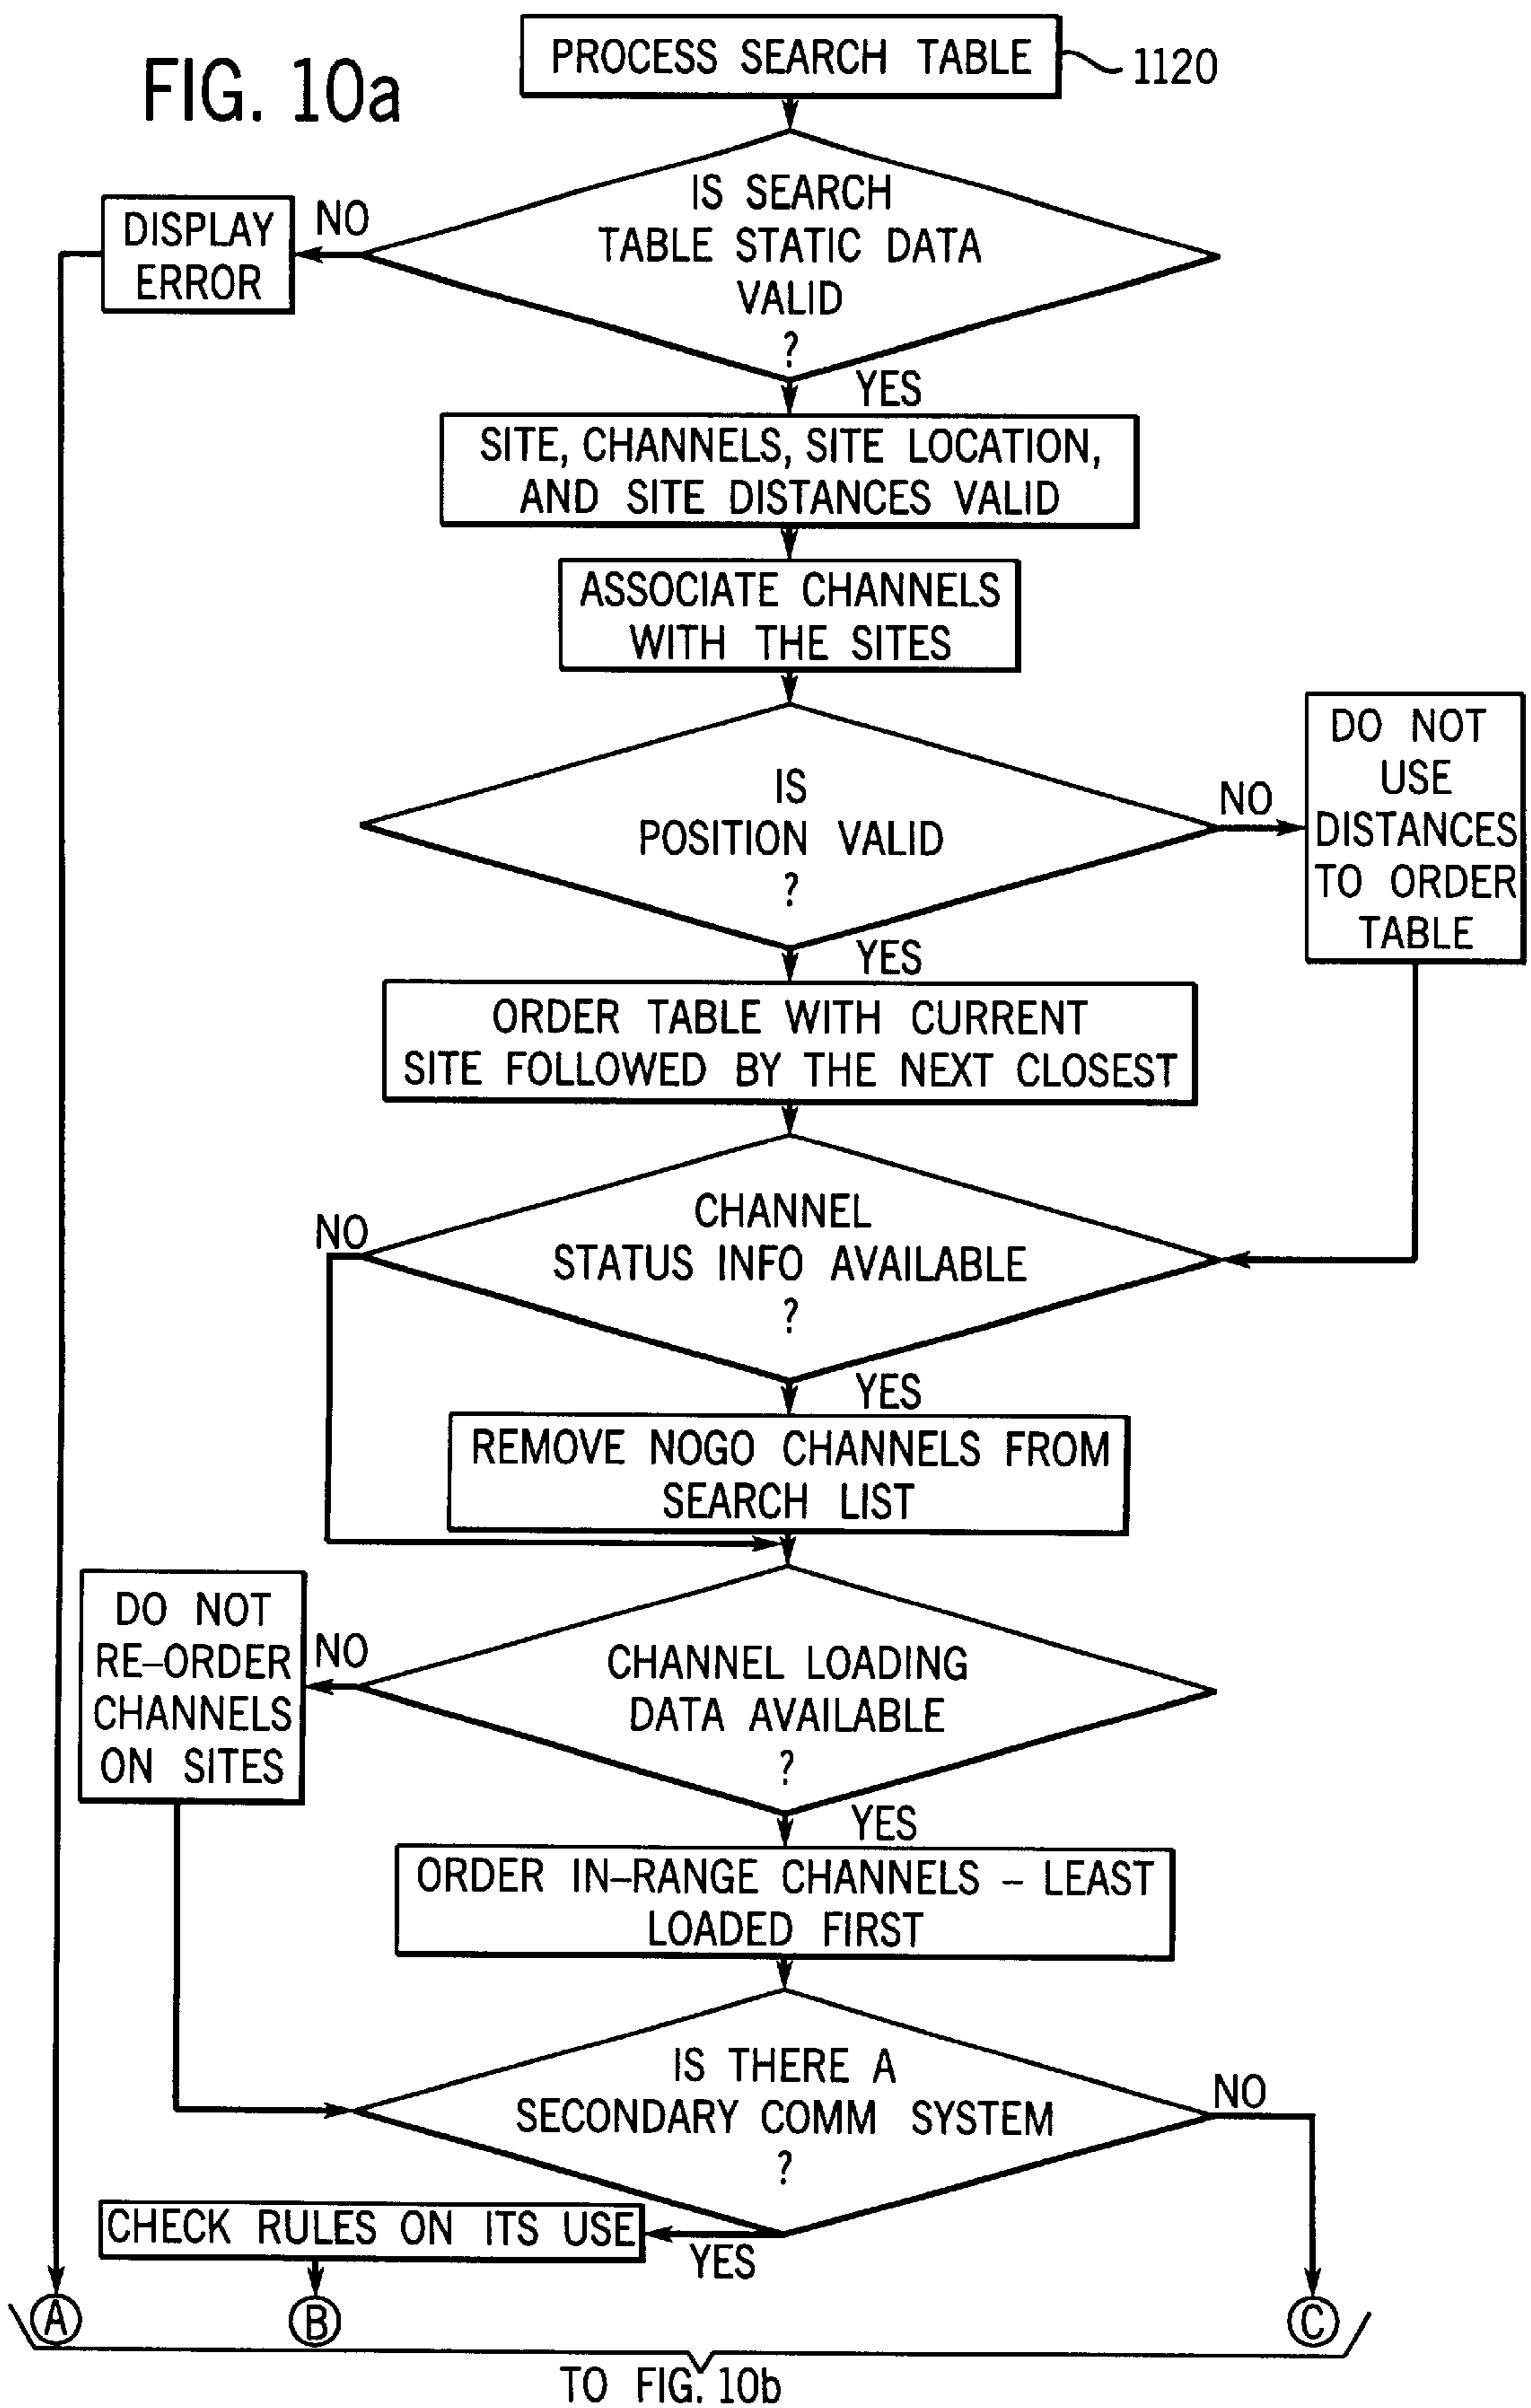 FIG. 10a
PROCESS SEARCH TABLE
1120
IS SEARCH
TABLE STATIC DATA
VALID
?
NO
DISPLAY
ERROR
YES
SITE, CHANNELS, SITE LOCATION,
AND SITE DISTANCES VALID
ASSOCIATE CHANNELS
WITH THE SITES
IS
POSITION VALID
?
NO
DO NOT
USE
DISTANCES
TO ORDER
TABLE
YES
ORDER TABLE WITH CURRENT
SITE FOLLOWED BY THE NEXT CLOSEST
CHANNEL
STATUS INFO AVAILABLE
?
NO
YES
REMOVE NOGO CHANNELS FROM
SEARCH LIST
CHANNEL LOADING
DATA AVAILABLE
?
NO
DO NOT
RE-ORDER
CHANNELS
ON SITES
YES
ORDER IN-RANGE CHANNELS - LEAST
LOADED FIRST
IS THERE A
SECONDARY COMM SYSTEM
?
NO
YES
CHECK RULES ON ITS USE
A
B
C
TO FIG. 10b